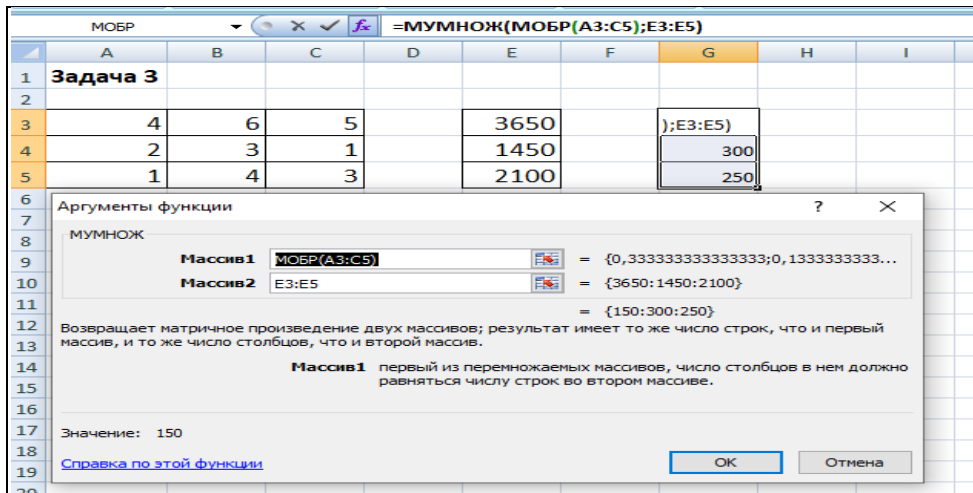 МОБР fx =МУМНОЖ(МОБР(A3:C5);E3:E5)
A B C D E F G H I
1 Задача 3
2
3 4 6 5 3650 );E3:E5)
4 2 3 1 1450 300
5 1 4 3 2100 250
6 Аргументы функции ?
7
8 МУМНОЖ
9 Массив1 МОБР(A3:C5) = {0,333333333333333;0,1333333333...
10 Массив2 E3:E5 = {3650:1450:2100}
11 = {150:300:250}
12 Возвращает матричное произведение двух массивов; результат имеет то же число строк, что и первый
13 массив, и то же число столбцов, что и второй массив.
14 Массив1 первый из перемножаемых массивов, число столбцов в нем должно
15 равняться числу строк во втором массиве.
16
17 Значение: 150
18
19 Справка по этой функции ОК Отмена
20